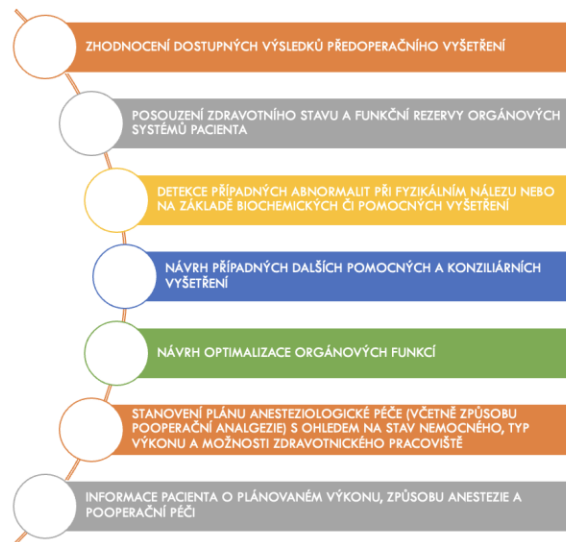 ZHODNOCENÍ DOSTUPNÝCH VÝSLEDKŮ PŘEDOPERAČNÍHO VYŠETŘENÍ
POSOUZENÍ ZDRAVOTNÍHO STAVU A FUNKČNÍ REZERVY ORGÁNOVÝCH
SYSTÉMŮ PACIENTA
DETEKCE PŘÍPADNÝCH ABNORMALIT PŘI FYZIKÁLNÍM NÁLEZU NEBO
NA ZÁKLADĚ BIOCHEMICKÝCH ČI POMOCNÝCH VYŠETŘENÍ
NÁVRH PŘÍPADNÝCH DALŠÍCH POMOCNÝCH A KONZILIÁRNÍCH
VYŠETŘENÍ
NÁVRH OPTIMALIZACE ORGÁNOVÝCH FUNKCÍ
STANOVENÍ PLÁNU ANESTEZIOLOGICKÉ PÉČE (VČETNĚ ZPŮSOBU
POOPERAČNÍ ANALGEZIE) S OHLEDEM NA STAV NEMOCNÉHO, TYP
VÝKONU A MOŽNOSTI ZDRAVOTNICKÉHO PRACOVIŠTĚ
INFORMACE PACIENTA O PLÁNOVANÉM VÝKONU, ZPŮSOBU ANESTEZIE A
POOPERAČNÍ PÉČI